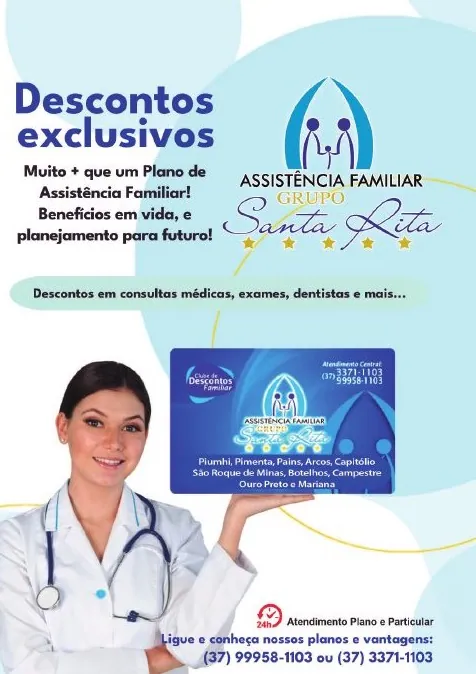 Descontos
exclusivos
Muito + que um Plano de
Assistência Familiar!
Benefícios em vida, e
planejamento para futuro!
ASSISTÊNCIA FAMILIAR
GRUPO
Santa Rita
Descontos em consultas médicas, exames, dentistas e mais...
Clube de
Descontos
Familiar
Atendimento Central:
(37) 3371-1103
99958-1103
ASSISTÊNCIA FAMILIAR
GRUPO
Santa Rita
Piumhi, Pimenta, Pains, Arcos, Capitólio
São Roque de Minas, Botelhos, Campestre
Ouro Preto e Mariana
24h
Atendimento Plano e Particular
Ligue e conheça nossos planos e vantagens:
(37) 99958-1103 ou (37) 3371-1103